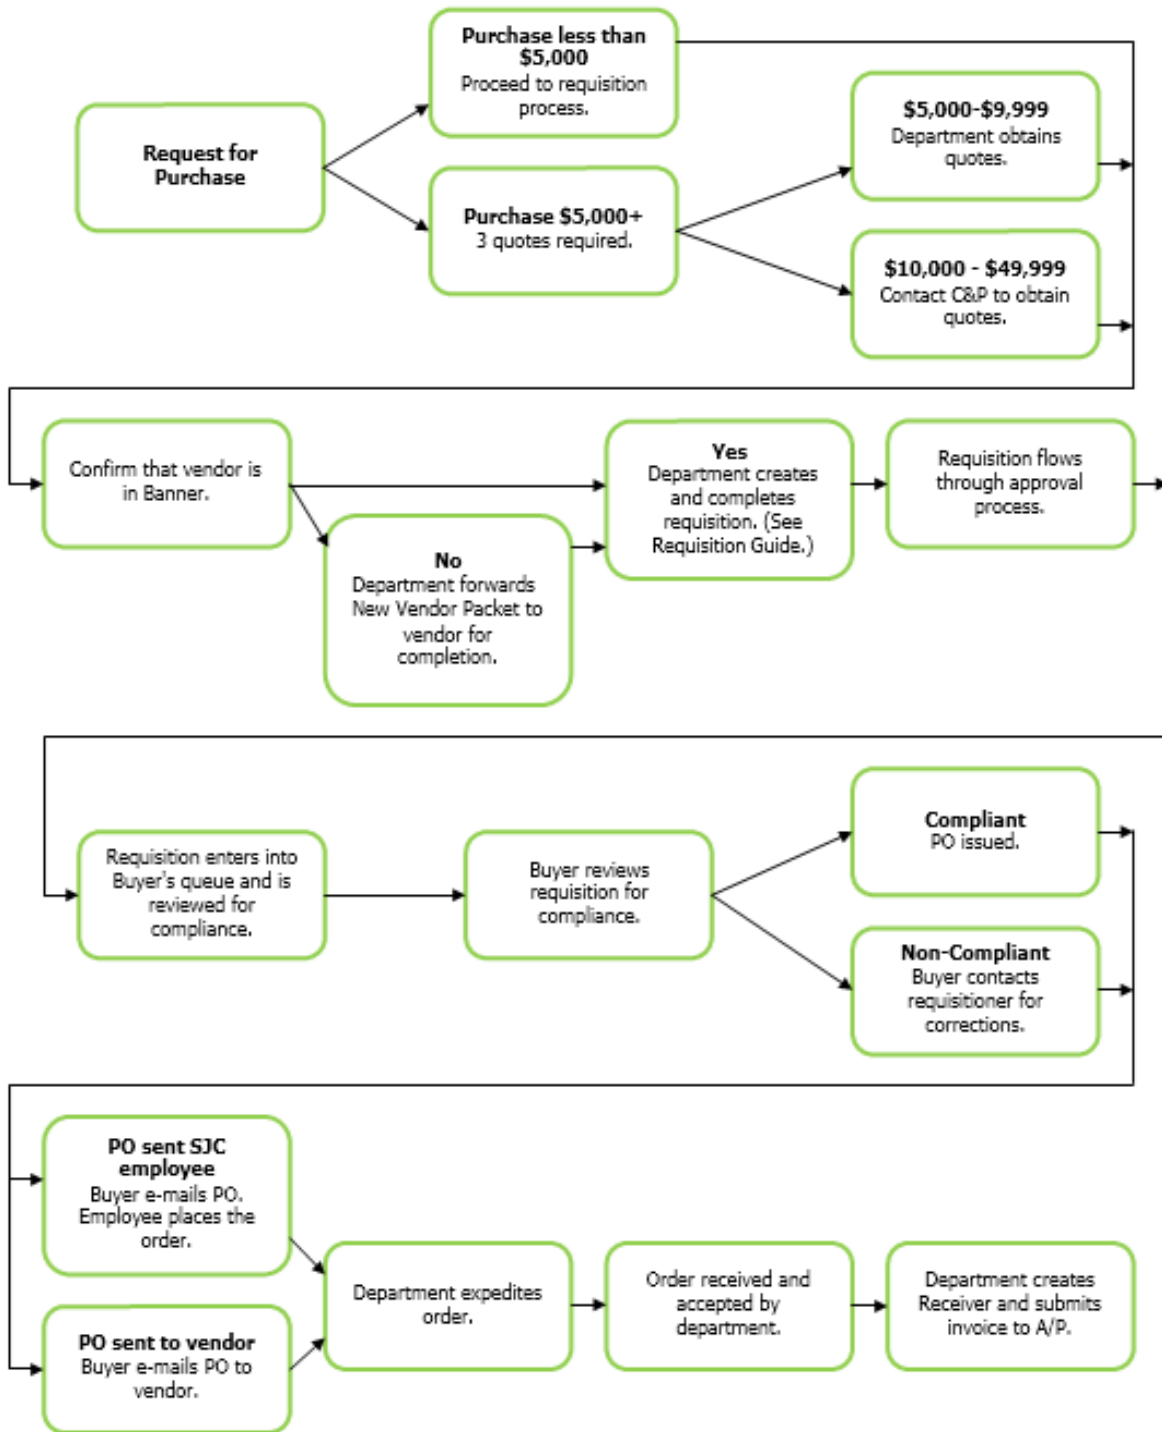 Request for
Purchase
Purchase less than
$5,000
Proceed to requisition
process.
Purchase $5,000+
3 quotes required.
$5,000-$9,999
Department obtains
quotes.
$10,000 - $49,999
Contact C&P to obtain
quotes.
Confirm that vendor is
in Banner.
No
Department forwards
New Vendor Packet to
vendor for
completion.
Yes
Department creates
and completes
requisition. (See
Requisition Guide.)
Requisition flows
through approval
process.
Requisition enters into
Buyer's queue and is
reviewed for
compliance.
Buyer reviews
requisition for
compliance.
Compliant
PO issued.
Non-Compliant
Buyer contacts
requisitioner for
corrections.
PO sent SJC
employee
Buyer e-mails PO.
Employee places the
order.
PO sent to vendor
Buyer e-mails PO to
vendor.
Department expedites
order.
Order received and
accepted by
department.
Department creates
Receiver and submits
invoice to A/P.